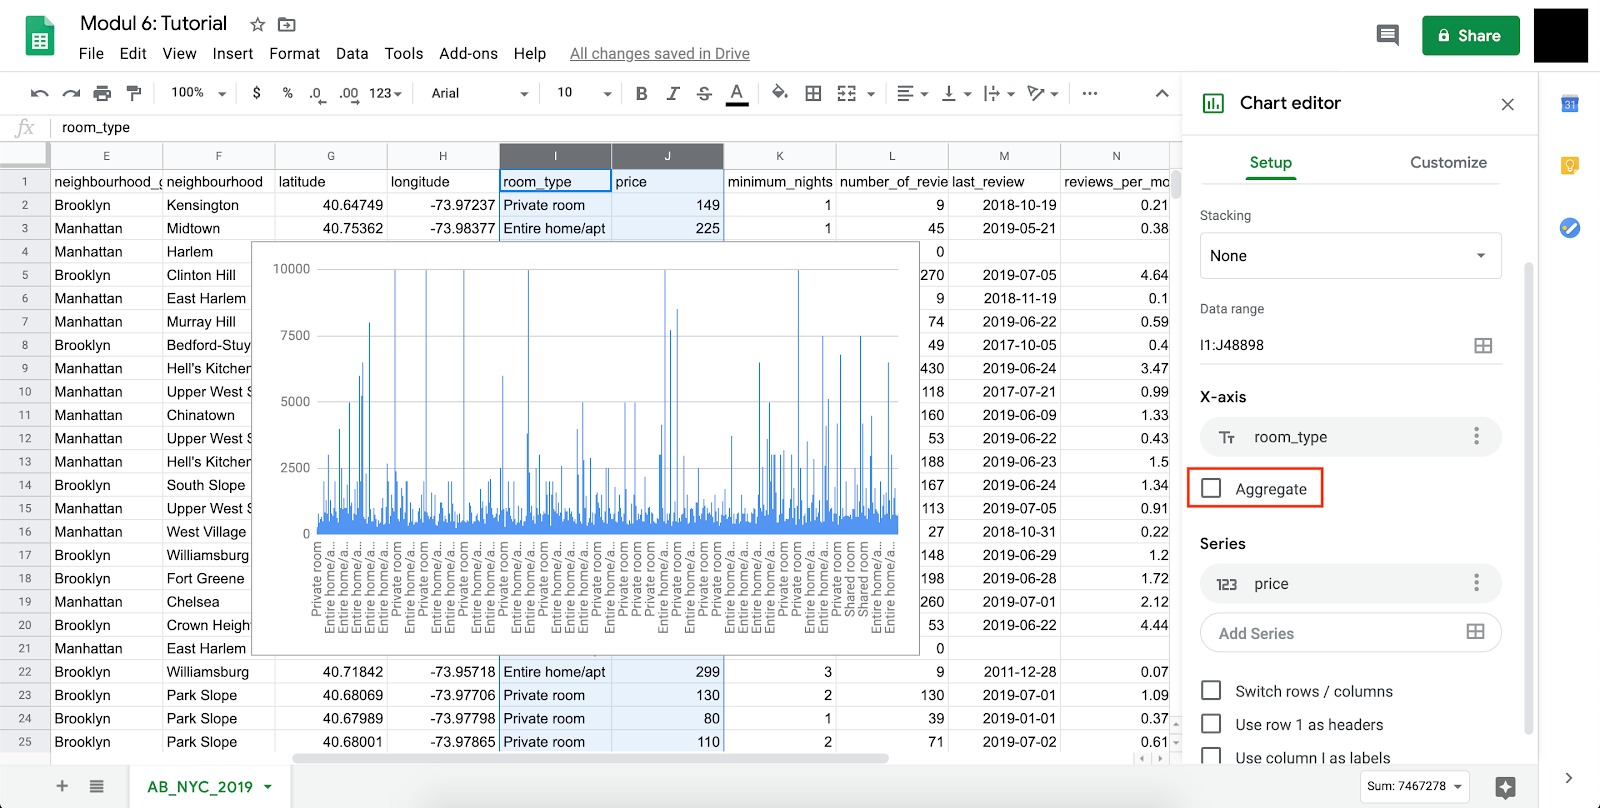 Modul 6: Tutorial
File Edit View Insert Format Data Tools Add-ons Help All changes saved in Drive
Share
100% $ % .0 .00 123 Arial 10 B I S A
fx room_type
E F G H I J K L M N
1 neighbourhood_g neighbourhood latitude longitude room_type price minimum_nights number_of_revie last_review reviews_per_mo
2 Brooklyn Kensington 40.64749 -73.97237 Private room 149 1 9 2018-10-19 0.21
3 Manhattan Midtown 40.75362 -73.98377 Entire home/apt 225 1 45 2019-05-21 0.38
4 Manhattan Harlem 0
5 Brooklyn Clinton Hill 270 2019-07-05 4.64
6 Manhattan East Harlem 9 2018-11-19 0.1
7 Manhattan Murray Hill 74 2019-06-22 0.59
8 Brooklyn Bedford-Stuy 49 2017-10-05 0.4
9 Manhattan Hell's Kitchen 430 2019-06-24 3.47
10 Manhattan Upper West S 118 2017-07-21 0.99
11 Manhattan Chinatown 160 2019-06-09 1.33
12 Manhattan Upper West S 53 2019-06-22 0.43
13 Manhattan Hell's Kitchen 188 2019-06-23 1.5
14 Brooklyn South Slope 167 2019-06-24 1.34
15 Manhattan Upper West S 113 2019-07-05 0.91
16 Manhattan West Village 27 2018-10-31 0.22
17 Brooklyn Williamsburg 148 2019-06-29 1.2
18 Brooklyn Fort Greene 198 2019-06-28 1.72
19 Manhattan Chelsea 260 2019-07-01 2.12
20 Brooklyn Crown Heigh 53 2019-06-22 4.44
21 Manhattan East Harlem 0
22 Brooklyn Williamsburg 40.71842 -73.95718 Entire home/apt 299 3 9 2011-12-28 0.07
23 Brooklyn Park Slope 40.68069 -73.97706 Private room 130 2 130 2019-07-01 1.09
24 Brooklyn Park Slope 40.67989 -73.97798 Private room 80 1 39 2019-01-01 0.37
25 Brooklyn Park Slope 40.68001 -73.97865 Private room 110 2 71 2019-07-02 0.61
10000
7500
5000
2500
0
Private room
Entire home/a...
Entire home/a...
Entire home/a...
Entire home/a...
Entire home/a...
Private room
Entire home/a...
Private room
Entire home/a...
Entire home/a...
Private room
Entire home/a...
Entire home/a...
Private room
Entire home/a...
Private room
Private room
Entire home/a...
Entire home/a...
Entire home/a...
Private room
Entire home/a...
Private room
Private room
Private room
Entire home/a...
Private room
Entire home/a...
Private room
Private room
Entire home/a...
Entire home/a...
Entire home/a...
Entire home/a...
Private room
Private room
Entire home/a...
Entire home/a...
Private room
Shared room
Shared room
Entire home/a...
Entire home/a...
Chart editor
Setup Customize
Stacking
None
Data range
I1:J48898
X-axis
Tт room_type
Aggregate
Series
123 price
Add Series
Switch rows / columns
Use row 1 as headers
Use column I as labels
31
AB_NYC_2019
Sum: 7467278